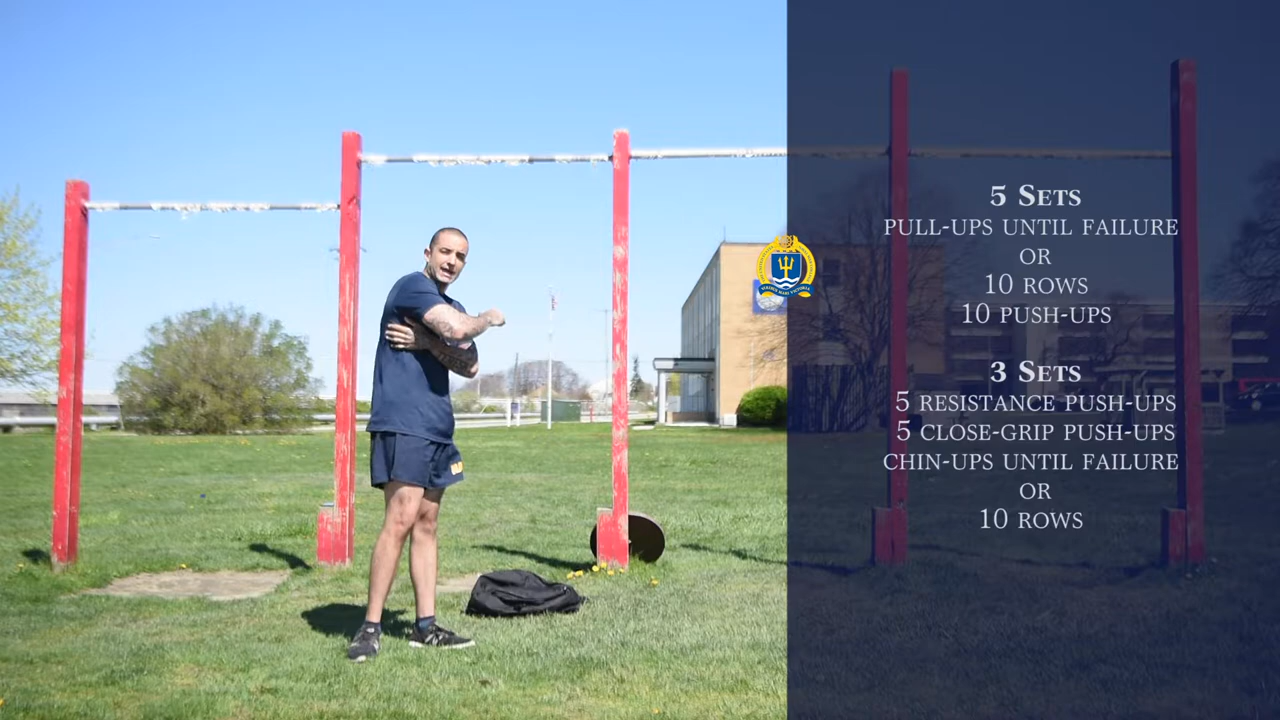 5 Sets
PULL-UPS UNTIL FAILURE
OR
10 ROWS
10 PUSH-UPS
3 Sets
5 RESISTANCE PUSH-UPS
5 CLOSE-GRIP PUSH-UPS
CHIN-UPS UNTIL FAILURE
OR
10 ROWS